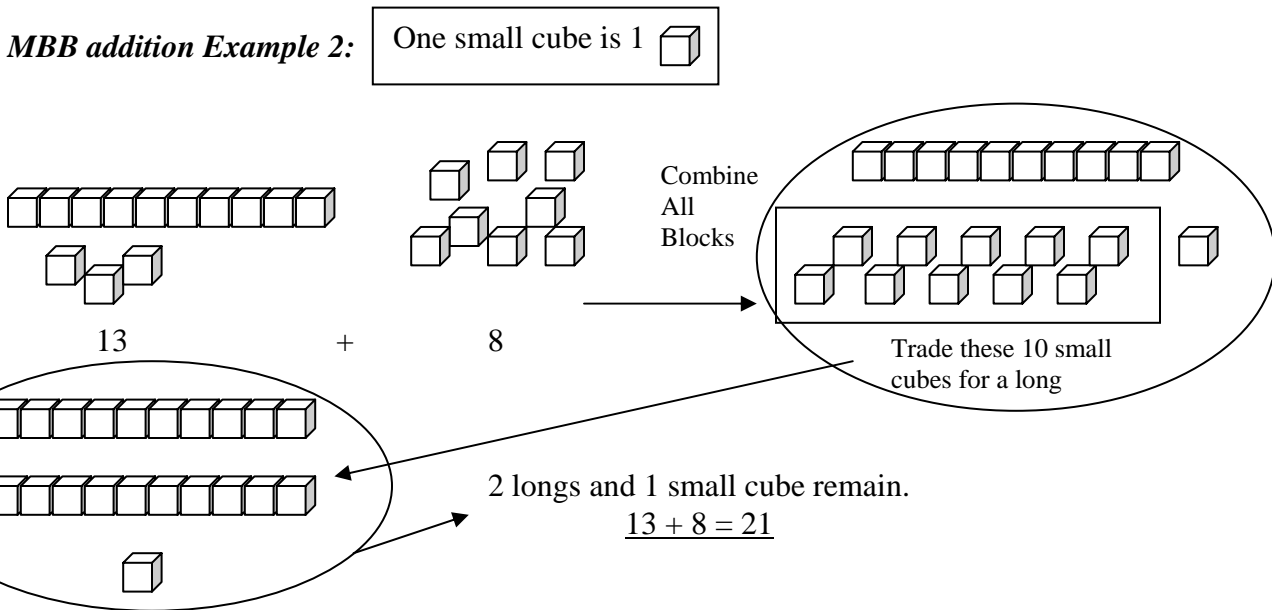 MBB addition Example 2:
One small cube is 1
Combine
All
Blocks
13 + 8
Trade these 10 small
cubes for a long
2 longs and 1 small cube remain.
13 + 8 = 21